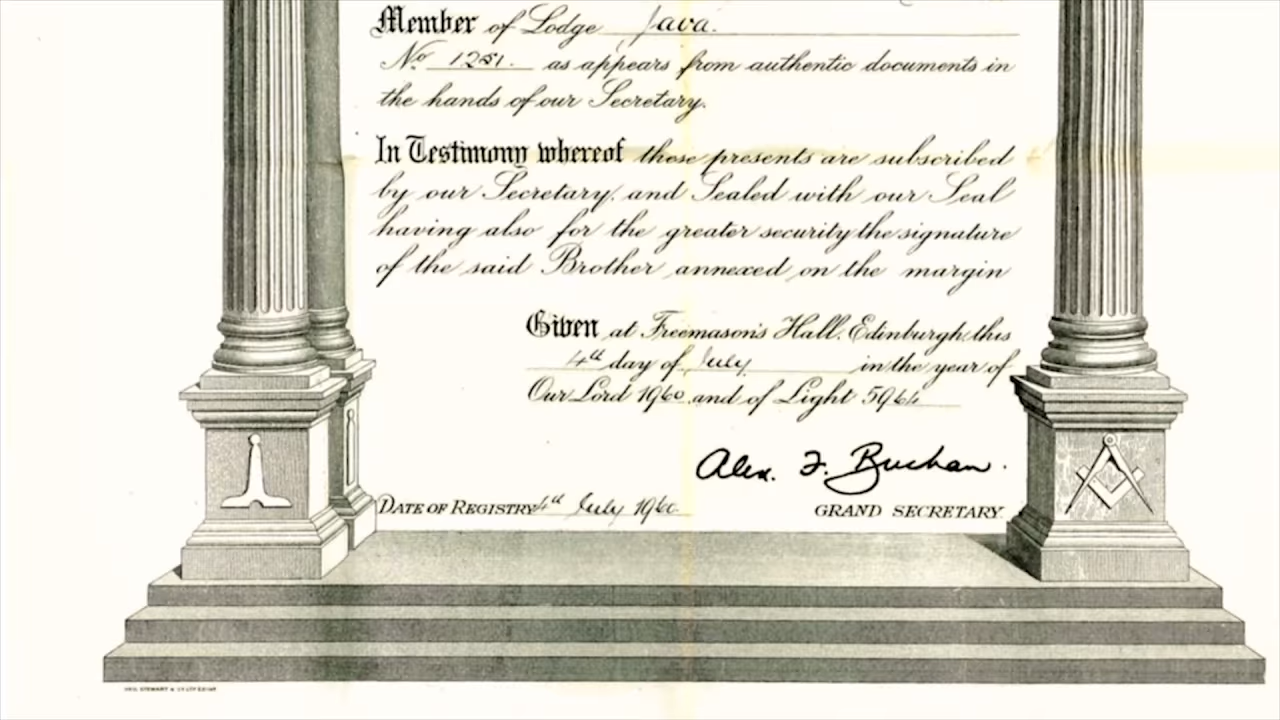 Member of Lodge Java.
No 1251. as appears from authentic documents in
the hands of our Secretary.
In Testimony whereof these presents are subscribed
by our Secretary, and Sealed with our Seal
having also for the greater security the signature
of the said Brother annexed on the margin
Given at Freemason's Hall, Edinburgh, this
4th day of July in the year of
Our Lord 1960 and of Light 5964
Alex. F. Buchan.
DATE OF REGISTRY 4th July 1960
GRAND SECRETARY.